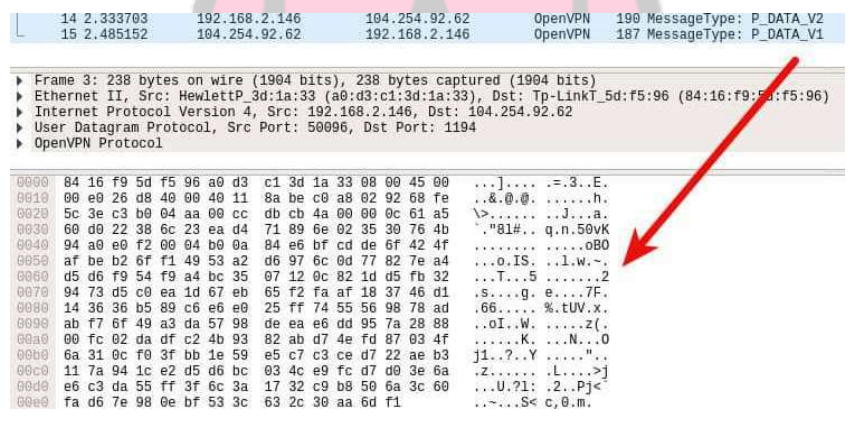 14 2.333703 192.168.2.146 104.254.92.62 OpenVPN 190 MessageType: P_DATA_V2
15 2.485152 104.254.92.62 192.168.2.146 OpenVPN 187 MessageType: P_DATA_V1
Frame 3: 238 bytes on wire (1904 bits), 238 bytes captured (1904 bits)
Ethernet II, Src: HewlettP_3d:1a:33 (a0:d3:c1:3d:1a:33), Dst: Tp-LinkT_5d:f5:96 (84:16:f9:5d:f5:96)
Internet Protocol Version 4, Src: 192.168.2.146, Dst: 104.254.92.62
User Datagram Protocol, Src Port: 50096, Dst Port: 1194
OpenVPN Protocol
0000 84 16 f9 5d f5 96 a0 d3 c1 3d 1a 33 08 00 45 00 ...].... .=.3..E.
0010 00 e0 26 d8 40 00 40 11 8a be c0 a8 02 92 68 fe ..&.@.@. ......h.
0020 5c 3e c3 b0 04 aa 00 cc db cb 4a 00 00 0c 61 a5 \>...... ..J...a.
0030 60 d0 22 38 6c 23 ea d4 71 89 6e 02 35 30 76 4b `."8l#.. q.n.50vK
0040 94 a0 e0 f2 00 04 b0 0a 84 e6 bf cd de 6f 42 4f ........ .....oBO
0050 af be b2 6f f1 49 53 a2 d6 97 6c 0d 77 82 7e a4 ...o.IS. ..l.w.~.
0060 d5 d6 f9 54 f9 a4 bc 35 07 12 0c 82 1d d5 fb 32 ...T...5 .......2
0070 94 73 d5 c0 ea 1d 67 eb 65 f2 fa af 18 37 46 d1 .s....g. e....7F.
0080 14 36 36 b5 89 c6 e6 e0 25 ff 74 55 56 98 78 ad .66..... %.tUV.x.
0090 ab f7 6f 49 a3 da 57 98 de ea e6 dd 95 7a 28 88 ..oI..W. .....z(.
00a0 00 fc 02 da df c2 4b 93 82 ab d7 4e fd 87 03 4f ......K. ...N...O
00b0 6a 31 0c f0 3f bb 1e 59 e5 c7 c3 ce d7 22 ae b3 j1..?..Y ....."..
00c0 11 7a 94 1c e2 d5 d6 bc 03 4c e9 fc d7 d0 3e 6a .z...... .L....>j
00d0 e6 c3 da 55 ff 3f 6c 3a 17 32 c9 b8 50 6a 3c 60 ...U.?l: .2..Pj<`
00e0 fa d6 7e 98 0e bf 53 3c 63 2c 30 aa 6d f1 ..~...S< c,0.m.